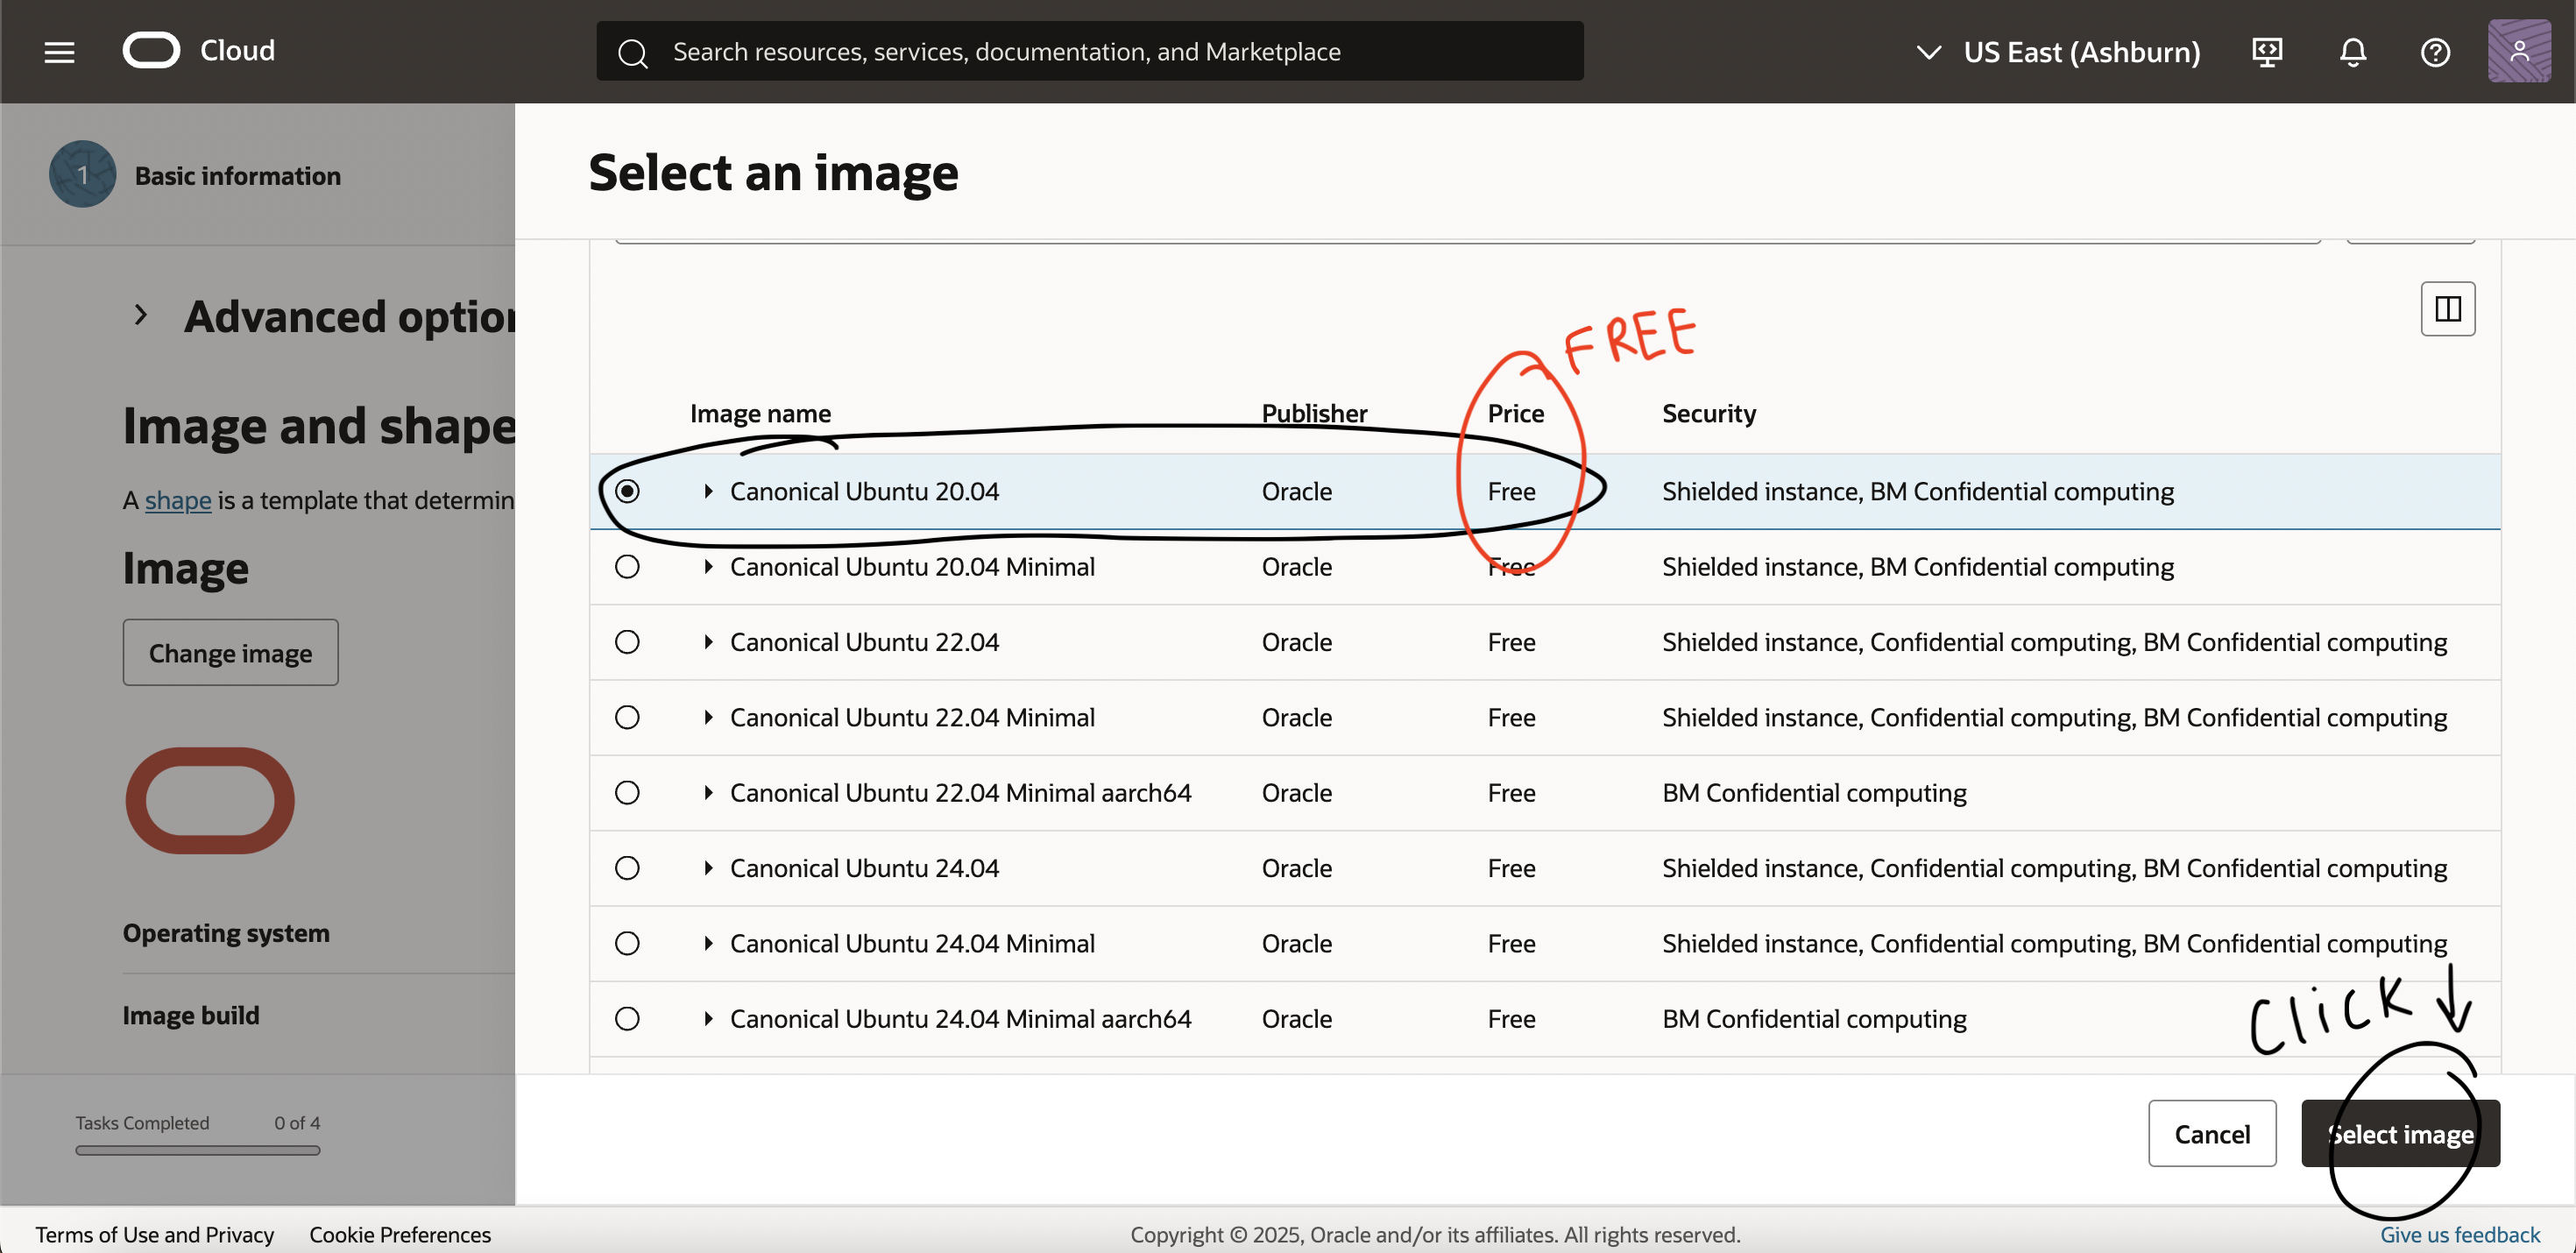 Cloud
Search resources, services, documentation, and Marketplace
US East (Ashburn)
1
Basic information
Advanced option
Image and shape
A shape is a template that determin
Image
Change image
Operating system
Image build
Tasks Completed 0 of 4
Select an image
FREE
Image name Publisher Price Security
Canonical Ubuntu 20.04 Oracle Free Shielded instance, BM Confidential computing
Canonical Ubuntu 20.04 Minimal Oracle Free Shielded instance, BM Confidential computing
Canonical Ubuntu 22.04 Oracle Free Shielded instance, Confidential computing, BM Confidential computing
Canonical Ubuntu 22.04 Minimal Oracle Free Shielded instance, Confidential computing, BM Confidential computing
Canonical Ubuntu 22.04 Minimal aarch64 Oracle Free BM Confidential computing
Canonical Ubuntu 24.04 Oracle Free Shielded instance, Confidential computing, BM Confidential computing
Canonical Ubuntu 24.04 Minimal Oracle Free Shielded instance, Confidential computing, BM Confidential computing
Canonical Ubuntu 24.04 Minimal aarch64 Oracle Free BM Confidential computing
Click ↓
Cancel
Select image
Terms of Use and Privacy
Cookie Preferences
Copyright © 2025, Oracle and/or its affiliates. All rights reserved.
Give us feedback